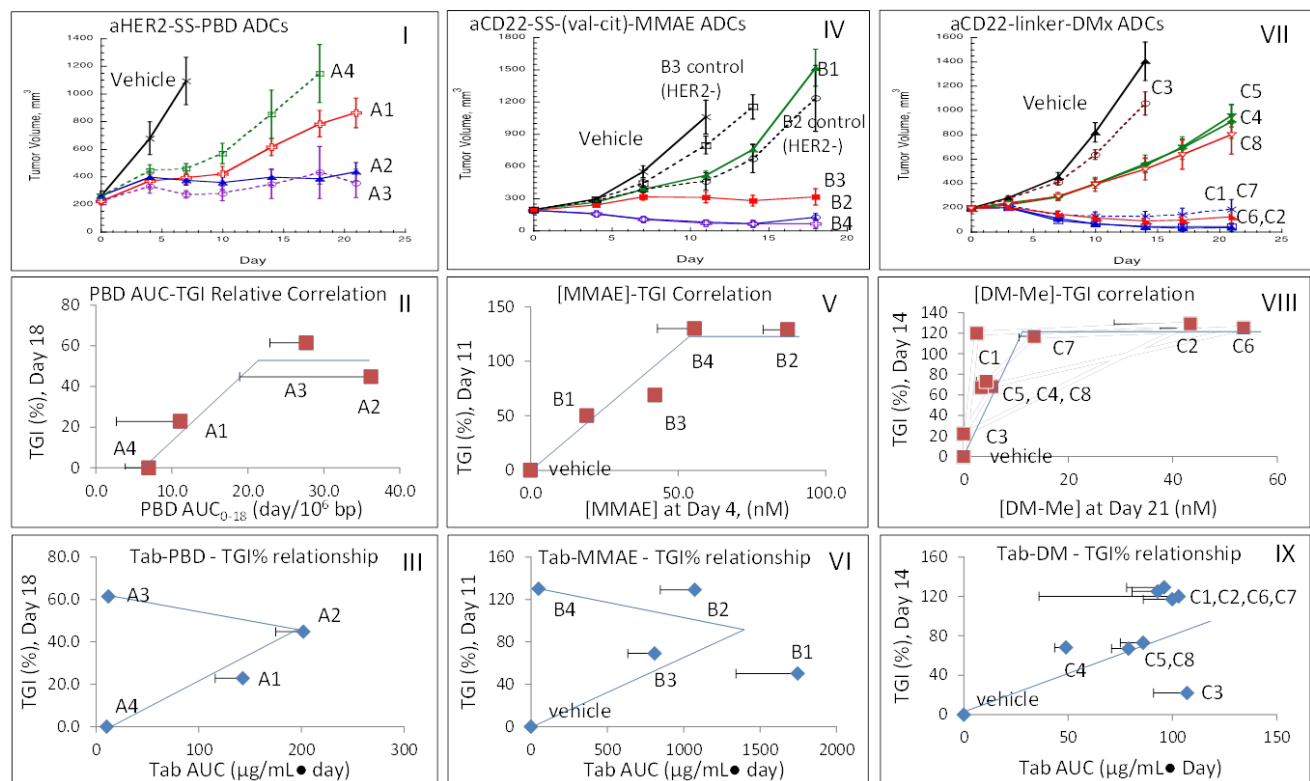 aHER2-SS-PBD ADCs
I
Tumor Volume, mm³
1400
1200
1000
800
600
400
200
0
0
5
10
15
20
25
Day
Vehicle
A4
A1
A2
A3
aCD22-SS-(val-cit)-MMAE ADCs
IV
Tumor Volume, mm³
1800
1500
1200
900
600
300
0
0
5
10
15
20
Day
B3 control
(HER2-)
B1
Vehicle
B2 control
(HER2-)
B3
B2
B4
aCD22-linker-DMx ADCs
VII
Tumor Volume, mm³
1600
1400
1200
1000
800
600
400
200
0
0
5
10
15
20
25
Day
Vehicle
C3
C5
C4
C8
C1
C7
C6,C2
PBD AUC-TGI Relative Correlation
II
TGI (%), Day 18
80
60
40
20
0
0.0
10.0
20.0
30.0
40.0
PBD AUC₀₋₁₈ (day/10⁶ bp)
A3
A2
A1
A4
[MMAE]-TGI Correlation
V
TGI (%), Day 11
150
100
50
0
0.0
50.0
100.0
[MMAE] at Day 4, (nM)
B4
B2
B1
B3
vehicle
[DM-Me]-TGI correlation
VIII
TGI (%), Day 14
140
120
100
80
60
40
20
0
0
20
40
60
[DM-Me] at Day 21 (nM)
C1
C7
C2
C6
C5, C4, C8
C3
vehicle
Tab-PBD - TGI% relationship
III
TGI (%), Day 18
80.0
60.0
40.0
20.0
0.0
0
100
200
300
Tab AUC (µg/mL● day)
A3
A2
A1
A4
Tab-MMAE - TGI% relationship
VI
TGI (%), Day 11
160
120
80
40
0
0
500
1000
1500
2000
Tab AUC (µg/mL● day)
B4
B2
B3
B1
vehicle
Tab-DM - TGI% relationship
IX
TGI (%), Day 14
160
120
80
40
0
0
50
100
150
Tab AUC (µg/mL● day)
C1,C2,C6,C7
C4
C5,C8
C3
vehicle